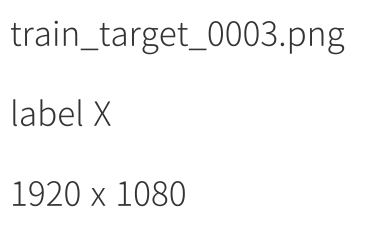 train_target_0003.png
label X
1920 x 1080